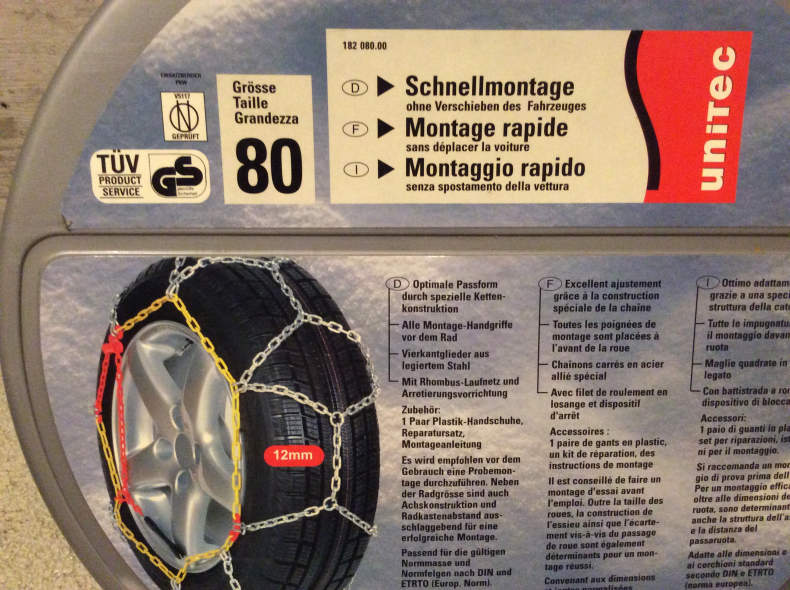 182 080.00
EINSATZBEREICH
PKW
V5117
GEPRÜFT
TÜV
PRODUCT
SERVICE
GS
geprüfte
Sicherheit
Grösse
Taille
Grandezza
80
D Schnellmontage
ohne Verschieben des Fahrzeuges
F Montage rapide
sans déplacer la voiture
I Montaggio rapido
senza spostamento della vettura
uniTec
12mm
D Optimale Passform
durch spezielle Ketten-
konstruktion
Alle Montage-Handgriffe
vor dem Rad
Vierkantglieder aus
legiertem Stahl
Mit Rhombus-Laufnetz und
Arretierungsvorrichtung
Zubehör:
1 Paar Plastik-Handschuhe,
Reparatursatz,
Montageanleitung
Es wird empfohlen vor dem
Gebrauch eine Probemon-
tage durchzuführen. Neben
der Radgrösse sind auch
Achskonstruktion und
Radkastenabstand aus-
schlaggebend für eine
erfolgreiche Montage.
Passend für die gültigen
Normmasse und
Normfelgen nach DIN und
ETRTO (Europ. Norm).
F Excellent ajustement
grâce à la construction
spéciale de la chaine
Toutes les poignées de
montage sont placées à
l'avant de la roue
Chainons carrés en acier
allié spécial
Avec filet de roulement en
losange et dispositif
d'arrêt
Accessoires :
1 paire de gants en plastic,
un kit de réparation, des
instructions de montage
Il est conseillé de faire un
montage d'essai avant
l'emploi. Outre la taille des
roues, la construction de
l'essieu ainsi que l'écarte-
ment vis-à-vis du passage
de roue sont également
déterminants pour un mon-
tage réussi.
Convenant aux dimensions
I Ottimo adattam
grazie a una speci
struttura della cat
Tutte le impugnatu
il montaggio davan
ruota
Maglie quadrate in
legato
Con battistrada a ro
dispositivo di blocca
Accessori:
1 paio di guanti in pla
set per riparazioni, ist
ni per il montaggio.
Si raccomanda un mon
gio di prova prima dell
Per un montaggio effica
oltre alle dimensioni de
ruota, sono determinant
anche la struttura dell'a
e la distanza del
passaruota.
Adatte alle dimensioni e
ai cerchioni standard
secondo DIN e ETRTO
(norma europea).